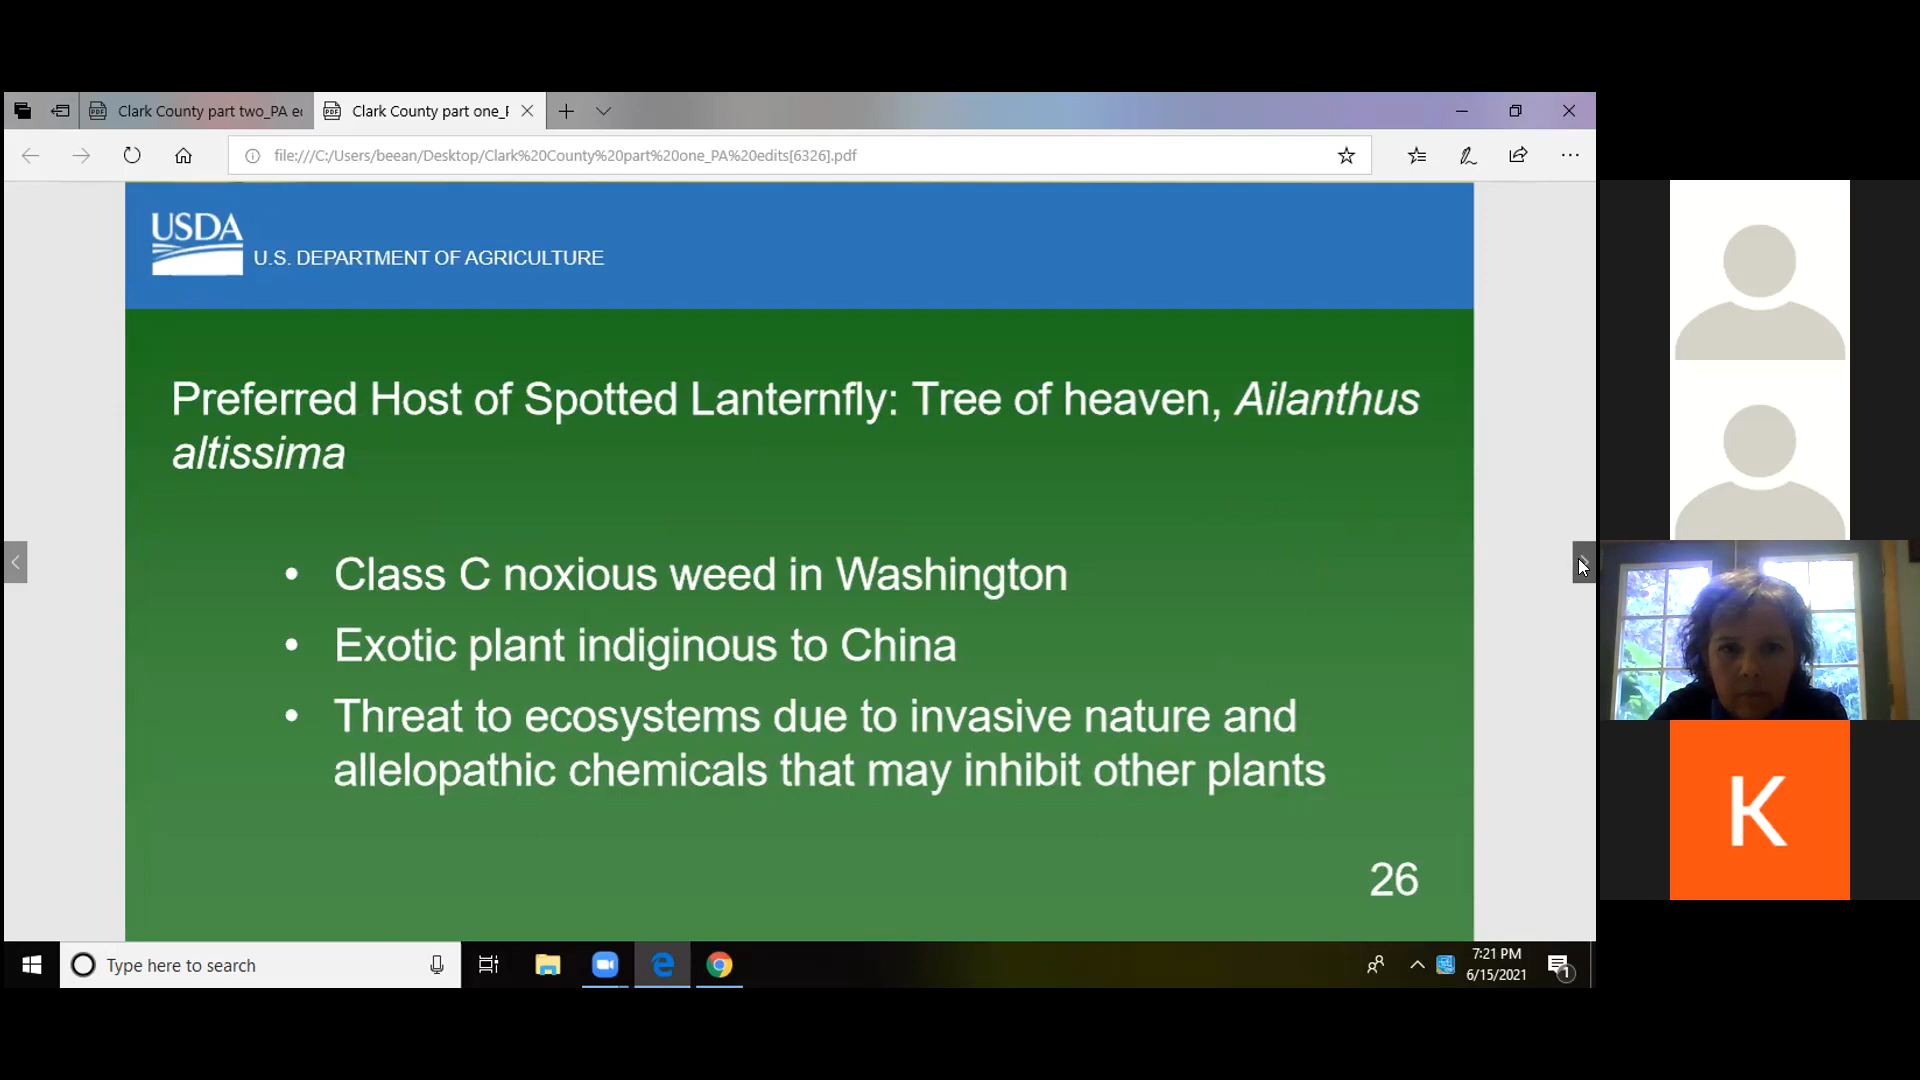 Clark County part two_PA ec
Clark County part one_F
file:///C:/Users/beean/Desktop/Clark%20County%20part%20one_PA%20edits[6326].pdf
USDA
U.S. DEPARTMENT OF AGRICULTURE
Preferred Host of Spotted Lanternfly: Tree of heaven, Ailanthus
altissima
• Class C noxious weed in Washington
• Exotic plant indiginous to China
• Threat to ecosystems due to invasive nature and
allelopathic chemicals that may inhibit other plants
26
K
Type here to search
7:21 PM
6/15/2021
1